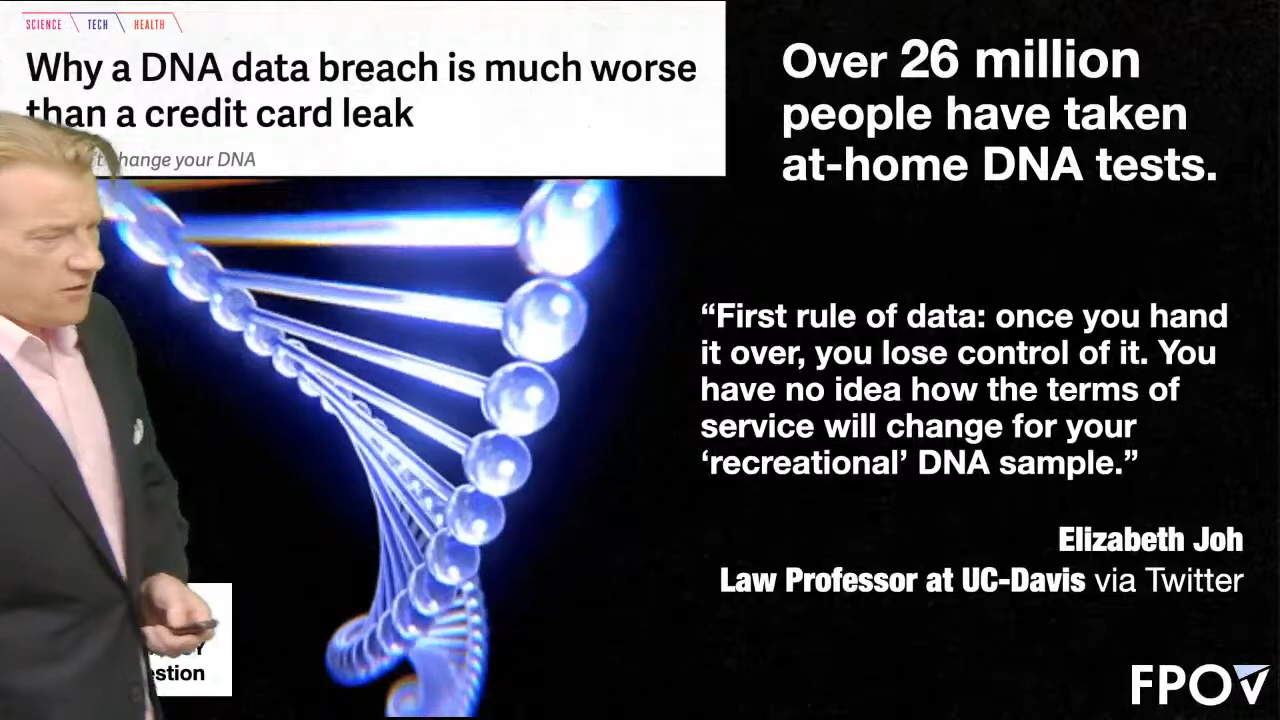 SCIENCE TECH HEALTH
Why a DNA data breach is much worse
than a credit card leak
change your DNA
Over 26 million
people have taken
at-home DNA tests.
“First rule of data: once you hand
it over, you lose control of it. You
have no idea how the terms of
service will change for your
‘recreational’ DNA sample.”
Elizabeth Joh
Law Professor at UC-Davis via Twitter
FPOV